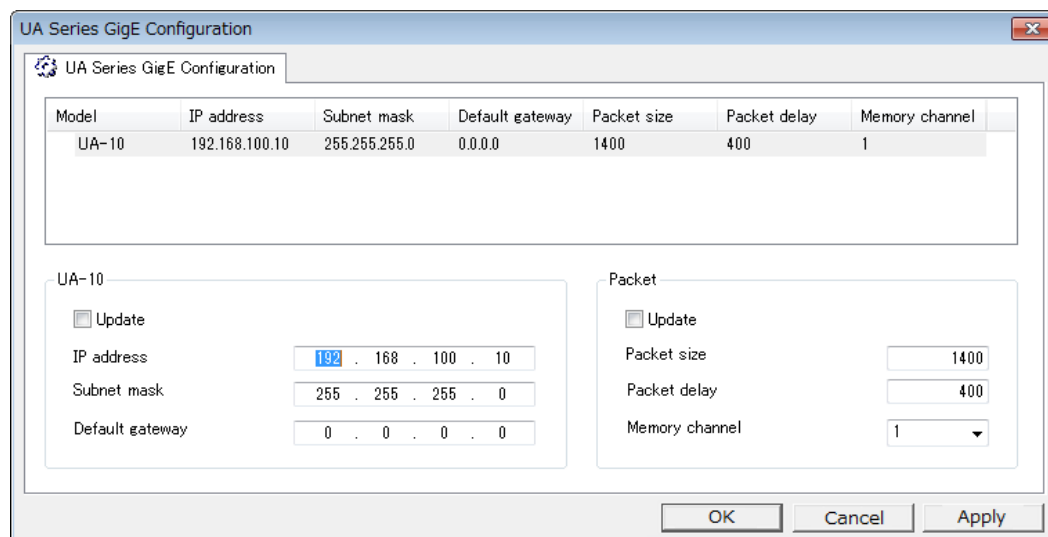 UA Series GigE Configuration
UA Series GigE Configuration
Model IP address Subnet mask Default gateway Packet size Packet delay Memory channel
UA-10 192.168.100.10 255.255.255.0 0.0.0.0 1400 400 1
UA-10
Update
IP address 192 . 168 . 100 . 10
Subnet mask 255 . 255 . 255 . 0
Default gateway 0 . 0 . 0 . 0
Packet
Update
Packet size 1400
Packet delay 400
Memory channel 1
OK Cancel Apply